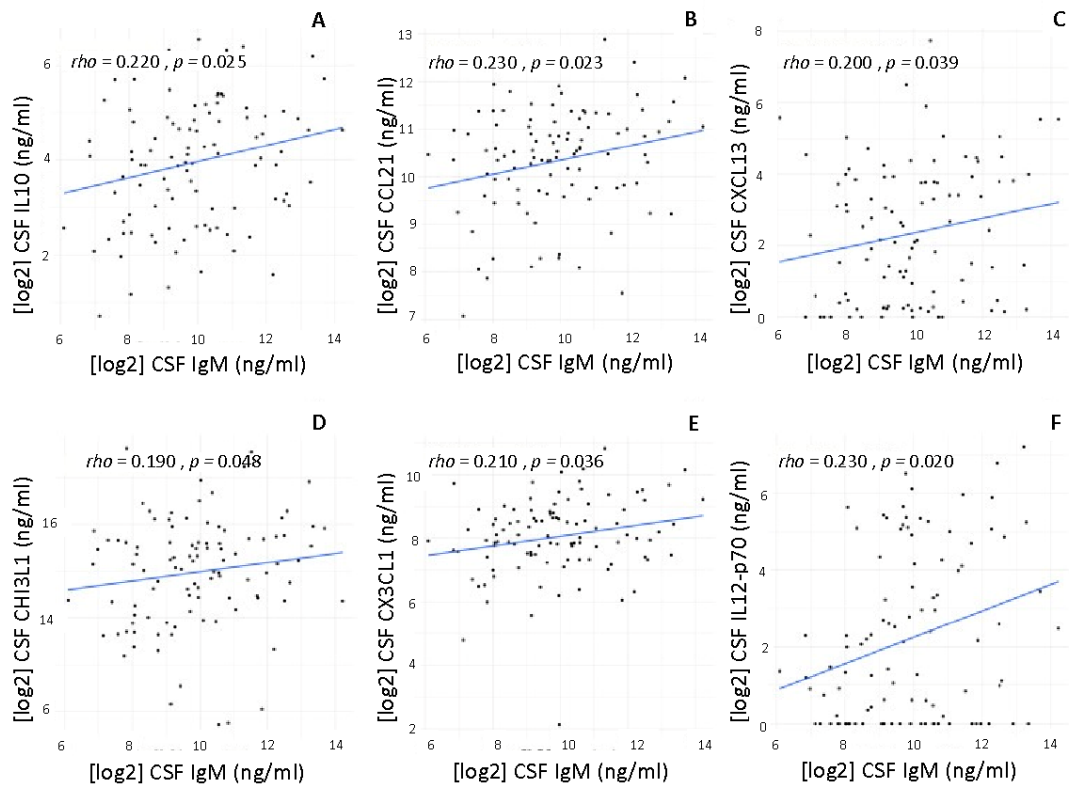 A
rho = 0.220 , p = 0.025
[log2] CSF IL10 (ng/ml)
6
4
2
6 8 10 12 14
[log2] CSF IgM (ng/ml)
B
rho = 0.230 , p = 0.023
[log2] CSF CCL21 (ng/ml)
13
12
11
10
9
8
7
6 8 10 12 14
[log2] CSF IgM (ng/ml)
C
rho = 0.200 , p = 0.039
[log2] CSF CXCL13 (ng/ml)
8
6
4
2
0
6 8 10 12 14
[log2] CSF IgM (ng/ml)
D
rho = 0.190 , p = 0.048
[log2] CSF CHI3L1 (ng/ml)
16
14
6
6 8 10 12 14
[log2] CSF IgM (ng/ml)
E
rho = 0.210 , p = 0.036
[log2] CSF CX3CL1 (ng/ml)
10
8
6
4
2
6 8 10 12 14
[log2] CSF IgM (ng/ml)
F
rho = 0.230 , p = 0.020
[log2] CSF IL12-p70 (ng/ml)
6
4
2
0
6 8 10 12 14
[log2] CSF IgM (ng/ml)